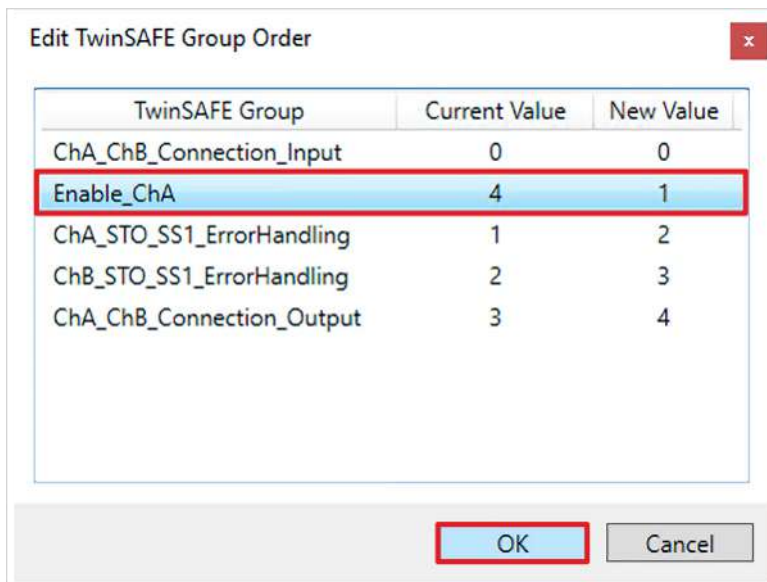 Edit TwinSAFE Group Order
x
TwinSAFE Group Current Value New Value
ChA_ChB_Connection_Input 0 0
Enable_ChA 4 1
ChA_STO_SS1_ErrorHandling 1 2
ChB_STO_SS1_ErrorHandling 2 3
ChA_ChB_Connection_Output 3 4
OK Cancel